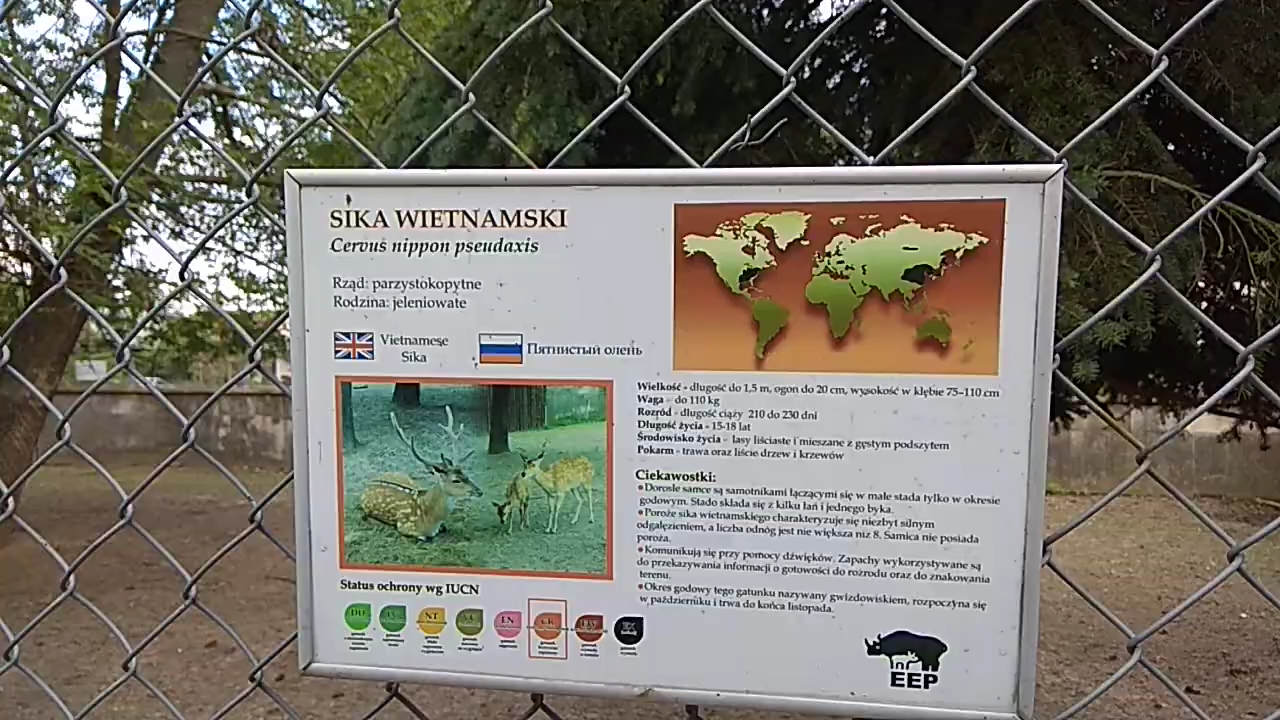 SIKA WIETNAMSKI
Cervus nippon pseudaxis
Rząd: parzystokopytne
Rodzina: jeleniowate
Vietnamese
Sika
Пятнистый олень
Wielkość - długość do 1,5 m, ogon do 20 cm, wysokość w kłębie 75-110 cm
Waga - do 110 kg
Rozród - długość ciąży 210 do 230 dni
Długość życia - 15-18 lat
Środowisko życia - lasy liściaste i mieszane z gęstym podszytem
Pokarm - trawa oraz liście drzew i krzewów
Ciekawostki:
•Dorosłe samce są samotnikami łączącymi się w małe stada tylko w okresie
godowym. Stado składa się z kilku łań i jednego byka.
•Poroże sika wietnamskiego charakteryzuje się niezbyt silnym
odgałęzieniem, a liczba odnóg jest nie większa niż 8. Samica nie posiada
poroża.
•Komunikują się przy pomocy dźwięków. Zapachy wykorzystywane są
do przekazywania informacji o gotowości do rozrodu oraz do znakowania
terenu.
•Okres godowy tego gatunku nazywany gwizdowiskiem, rozpoczyna się
w październiku i trwa do końca listopada.
Status ochrony wg IUCN
DD
NT
EN
CR
EW
EX
EEP